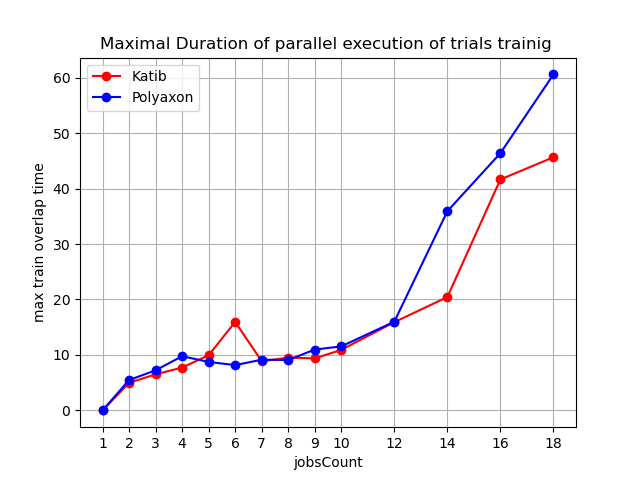 Maximal Duration of parallel execution of trials trainig
Katib
Polyaxon
max train overlap time
60
50
40
30
20
10
0
1 2 3 4 5 6 7 8 9 10 12 14 16 18
jobsCount